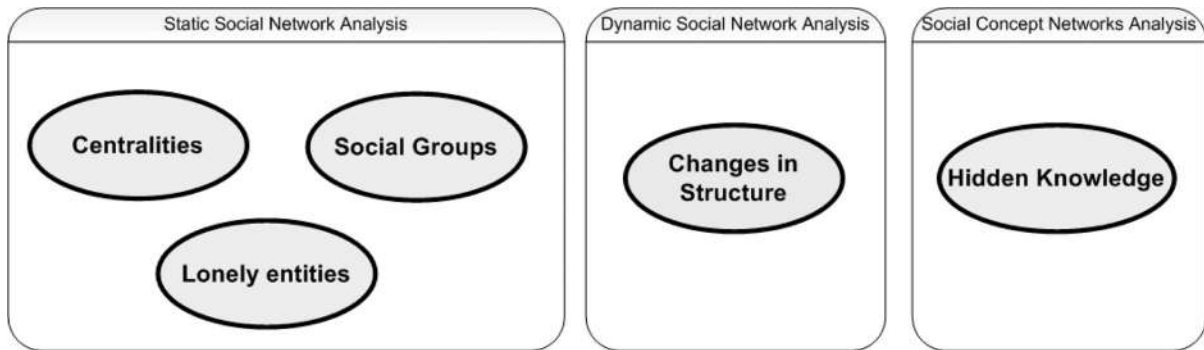 Static Social Network Analysis
Dynamic Social Network Analysis
Social Concept Networks Analysis
Centralities
Social Groups
Lonely entities
Changes in
Structure
Hidden Knowledge